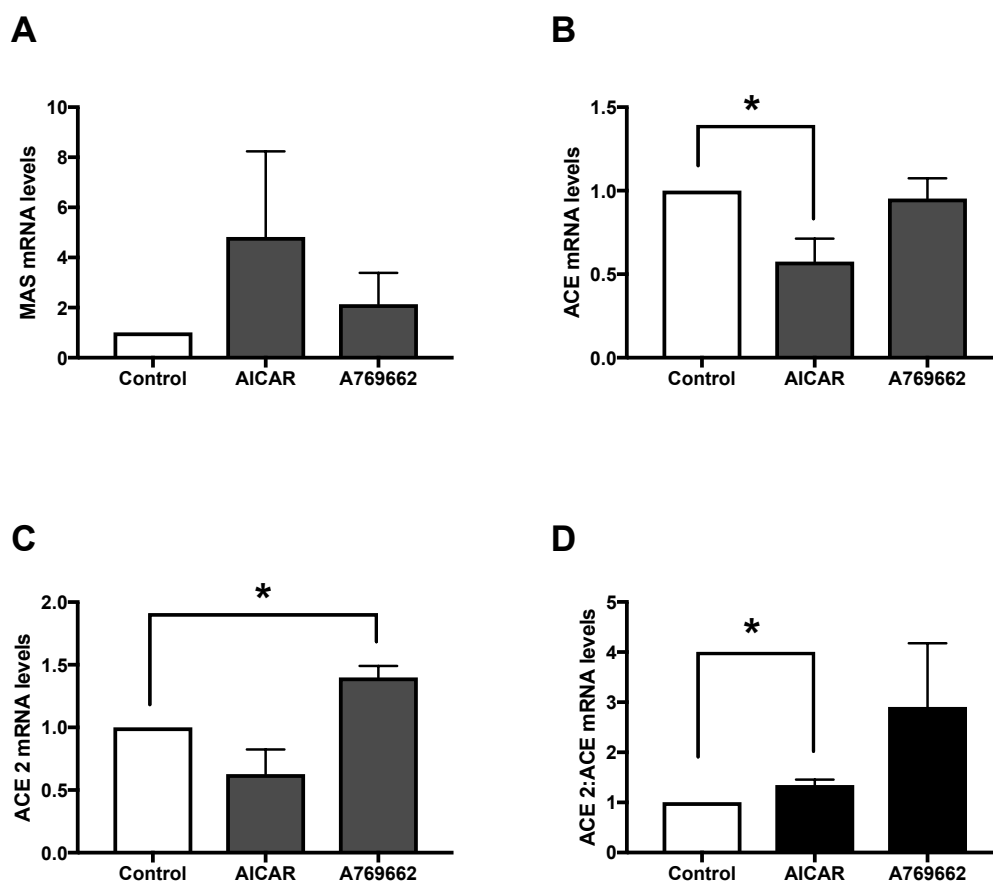 A
MAS mRNA levels
10
8
6
4
2
0
Control AICAR A769662
B
ACE mRNA levels
1.5
1.0
0.5
0.0
*
Control AICAR A769662
C
ACE 2 mRNA levels
2.0
1.5
1.0
0.5
0.0
*
Control AICAR A769662
D
ACE 2:ACE mRNA levels
5
4
3
2
1
0
*
Control AICAR A769662